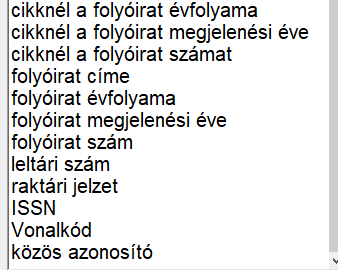 cikknél a folyóirat évfolyama
cikknél a folyóirat megjelenési éve
cikknél a folyóirat számat
folyóirat címe
folyóirat évfolyama
folyóirat megjelenési éve
folyóirat szám
leltári szám
raktári jelzet
ISSN
Vonalkód
közös azonosító